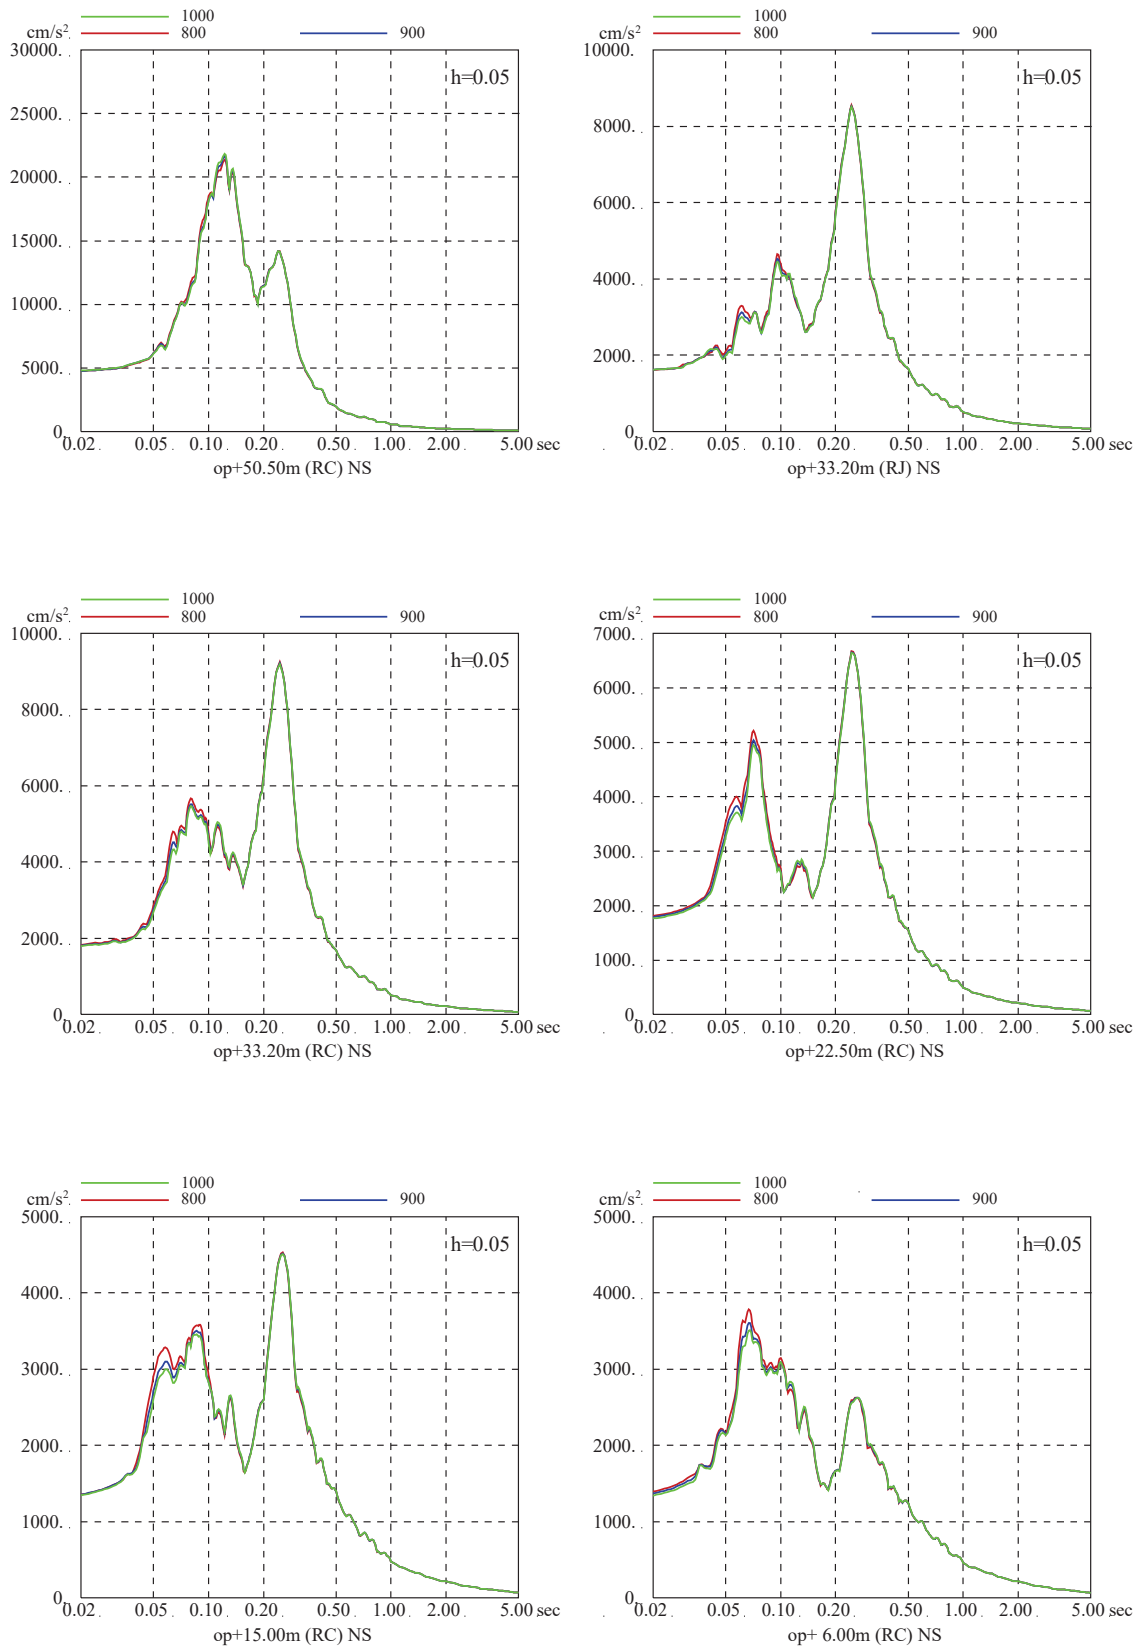 1000
cm/s². 800 900
30000.
h=0.05
25000.
20000.
15000.
10000.
5000.
0.
0.02 0.05 0.10 0.20 0.50 1.00 2.00 5.00 sec
op+50.50m (RC) NS
1000
cm/s². 800 900
10000.
h=0.05
8000.
6000.
4000.
2000.
0.
0.02 0.05 0.10 0.20 0.50 1.00 2.00 5.00 sec
op+33.20m (RJ) NS
1000
cm/s². 800 900
10000.
h=0.05
8000.
6000.
4000.
2000.
0.
0.02 0.05 0.10 0.20 0.50 1.00 2.00 5.00 sec
op+33.20m (RC) NS
1000
cm/s². 800 900
7000.
h=0.05
6000.
5000.
4000.
3000.
2000.
1000.
0.
0.02 0.05 0.10 0.20 0.50 1.00 2.00 5.00 sec
op+22.50m (RC) NS
1000
cm/s². 800 900
5000.
h=0.05
4000.
3000.
2000.
1000.
0.
0.02 0.05 0.10 0.20 0.50 1.00 2.00 5.00 sec
op+15.00m (RC) NS
1000
cm/s². 800 900
5000.
h=0.05
4000.
3000.
2000.
1000.
0.
0.02 0.05 0.10 0.20 0.50 1.00 2.00 5.00 sec
op+ 6.00m (RC) NS